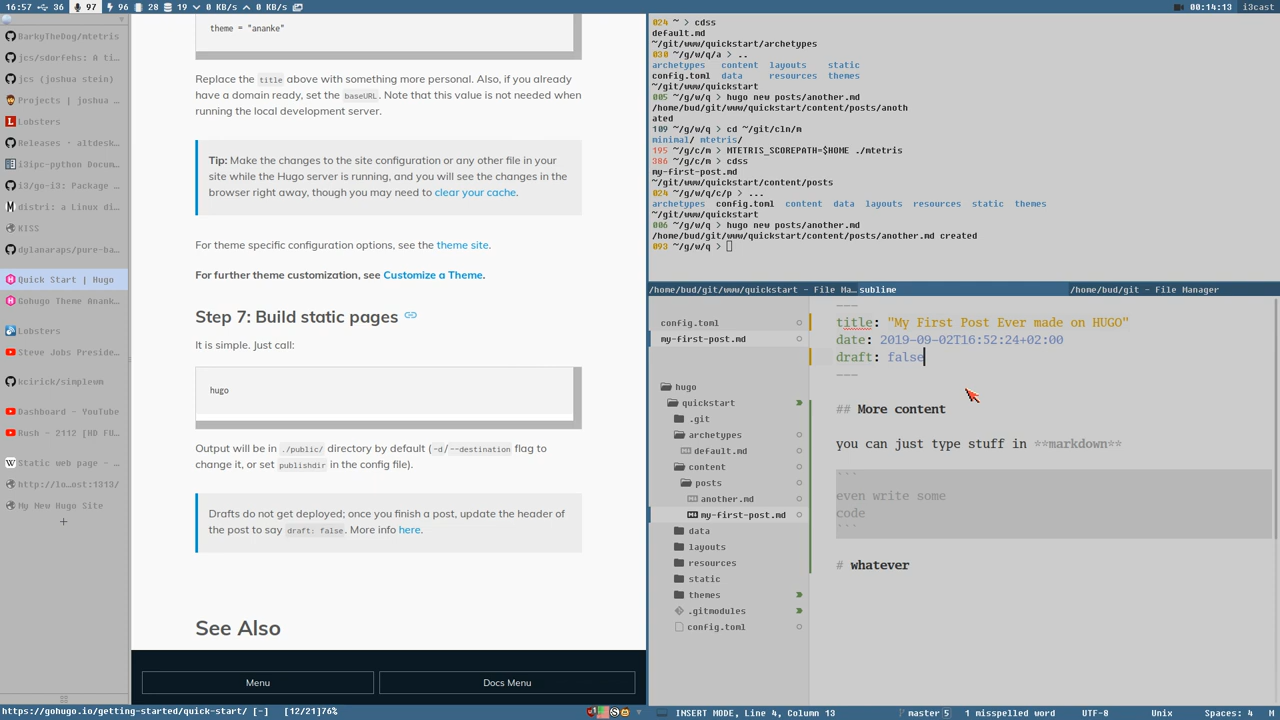 16:57 36 97 96 28 19 0 KB/s 0 KB/s
00:14:13 i3cast
BarkyTheDog/mtetris
jcs/sdorfehs: A ti…
jcs (joshua stein)
Projects | joshua …
Lobsters
Releases · altdesk…
i3ipc-python Docum…
i3/go-i3: Package …
distri: a Linux di…
KISS
dylanaraps/pure-ba…
Quick Start | Hugo
Gohugo Theme Anank…
Lobsters
Steve Jobs Preside…
kcirick/simplewm
Dashboard - YouTube
Rush - 2112 [HD FU…
Static web page - …
http://lo…ost:1313/
My New Hugo Site
theme = "ananke"
Replace the title above with something more personal. Also, if you already
have a domain ready, set the baseURL. Note that this value is not needed when
running the local development server.
Tip: Make the changes to the site configuration or any other file in your
site while the Hugo server is running, and you will see the changes in the
browser right away, though you may need to clear your cache.
For theme specific configuration options, see the theme site.
For further theme customization, see Customize a Theme.
Step 7: Build static pages
It is simple. Just call:
hugo
Output will be in ./public/ directory by default (-d/--destination flag to
change it, or set publishdir in the config file).
Drafts do not get deployed; once you finish a post, update the header of
the post to say draft: false. More info here.
See Also
Menu
Docs Menu
https://gohugo.io/getting-started/quick-start/ [-] [12/21]76%
024 ~ > cdss
default.md
~/git/www/quickstart/archetypes
030 ~/g/w/q/a > ..
archetypes content layouts static
config.toml data resources themes
~/git/www/quickstart
005 ~/g/w/q > hugo new posts/another.md
/home/bud/git/www/quickstart/content/posts/anoth
ated
109 ~/g/w/q > cd ~/git/cln/m
minimal/ mtetris/
195 ~/g/c/m > MTETRIS_SCOREPATH=$HOME ./mtetris
386 ~/g/c/m > cdss
my-first-post.md
~/git/www/quickstart/content/posts
024 ~/g/w/q/c/p > ...
archetypes config.toml content data layouts resources static themes
~/git/www/quickstart
006 ~/g/w/q > hugo new posts/another.md
/home/bud/git/www/quickstart/content/posts/another.md created
093 ~/g/w/q >
/home/bud/git/www/quickstart - File Ma… sublime /home/bud/git - File Manager
config.toml
my-first-post.md
hugo
quickstart
.git
archetypes
default.md
content
posts
another.md
my-first-post.md
data
layouts
resources
static
themes
.gitmodules
config.toml
---
title: "My First Post Ever made on HUGO"
date: 2019-09-02T16:52:24+02:00
draft: false
---
## More content
you can just type stuff in **markdown**
```
even write some
code
```
# whatever
INSERT MODE, Line 4, Column 13 master 5 1 misspelled word UTF-8 Unix Spaces: 4 M